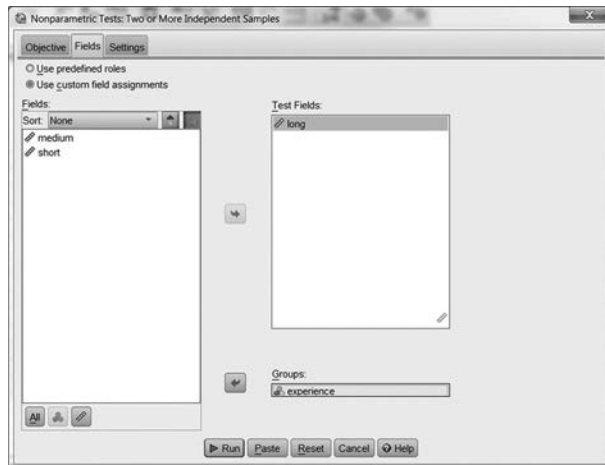 Nonparametric Tests: Two or More Independent Samples
Objective Fields Settings
Use predefined roles
Use custom field assignments
Fields:
Sort: None
medium
short
Test Fields:
long
Groups:
experience
All
Run Paste Reset Cancel Help